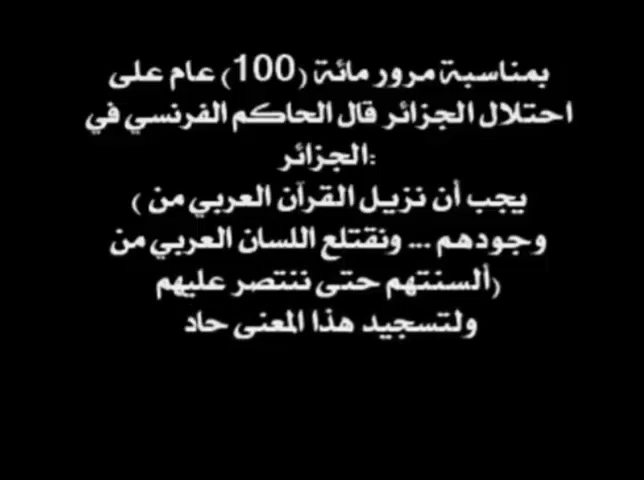 بمناسبة مرور مائة (100) عام على
احتلال الجزائر قال الحاكم الفرنسي في
الجزائر:
يجب أن نزيل القرآن العربي من )
وجودهم ... ونقتلع اللسان العربي من
(ألسنتهم حتى ننتصر عليهم
ولتسجيد هذا المعنى حاد